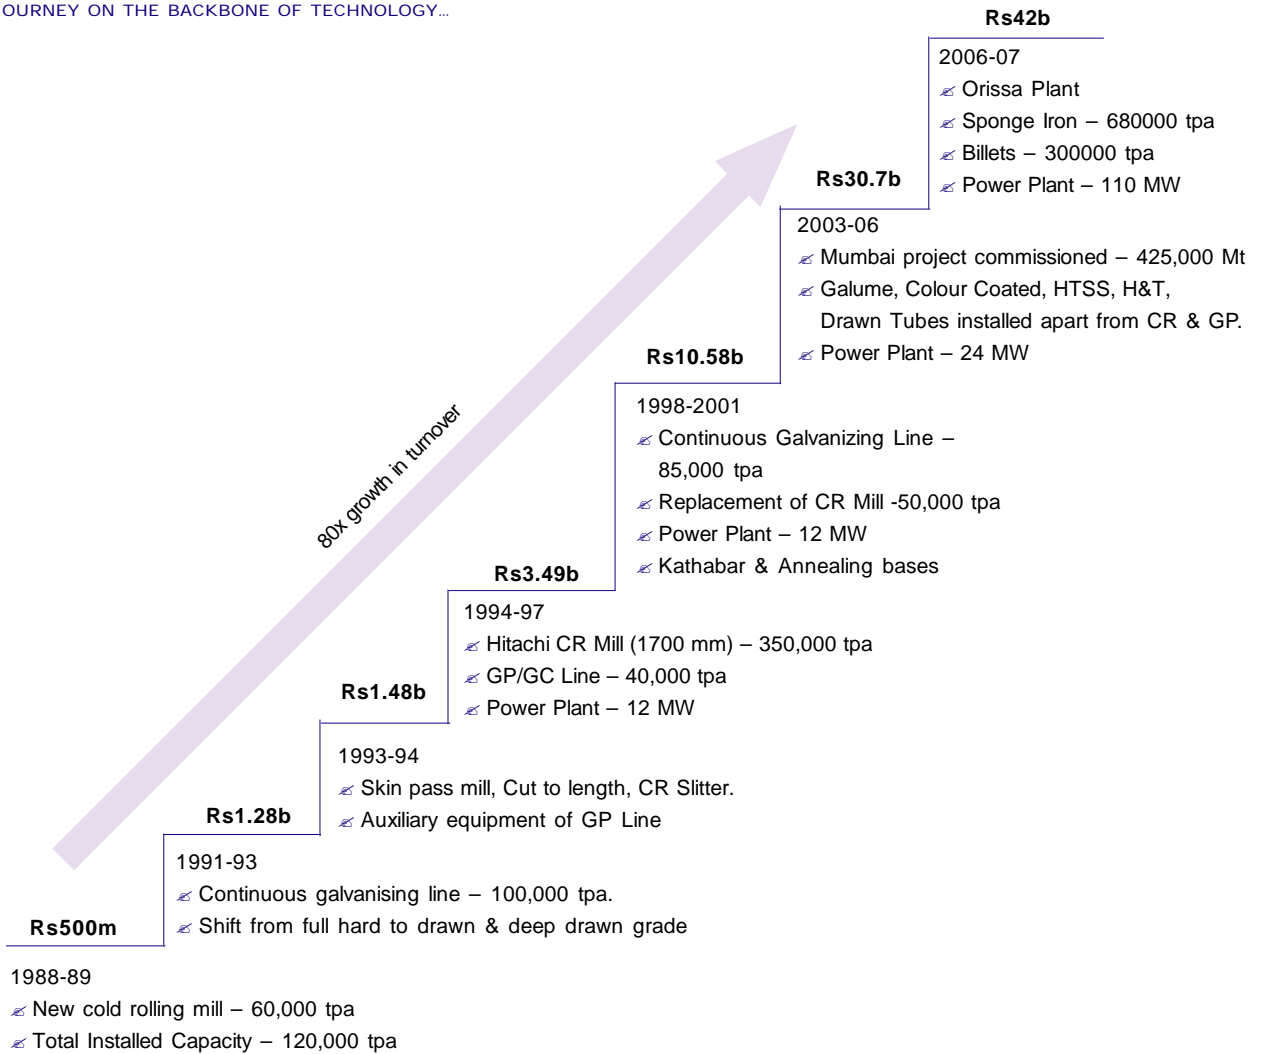 OURNEY ON THE BACKBONE OF TECHNOLOGY...
Rs42b
2006-07
Orissa Plant
Sponge Iron – 680000 tpa
Billets – 300000 tpa
Power Plant – 110 MW
Rs30.7b
2003-06
Mumbai project commissioned – 425,000 Mt
Galume, Colour Coated, HTSS, H&T,
Drawn Tubes installed apart from CR & GP.
Power Plant – 24 MW
Rs10.58b
1998-2001
Continuous Galvanizing Line –
85,000 tpa
Replacement of CR Mill -50,000 tpa
Power Plant – 12 MW
Kathabar & Annealing bases
80x growth in turnover
Rs3.49b
1994-97
Hitachi CR Mill (1700 mm) – 350,000 tpa
GP/GC Line – 40,000 tpa
Power Plant – 12 MW
Rs1.48b
1993-94
Skin pass mill, Cut to length, CR Slitter.
Auxiliary equipment of GP Line
Rs1.28b
1991-93
Continuous galvanising line – 100,000 tpa.
Shift from full hard to drawn & deep drawn grade
Rs500m
1988-89
New cold rolling mill – 60,000 tpa
Total Installed Capacity – 120,000 tpa